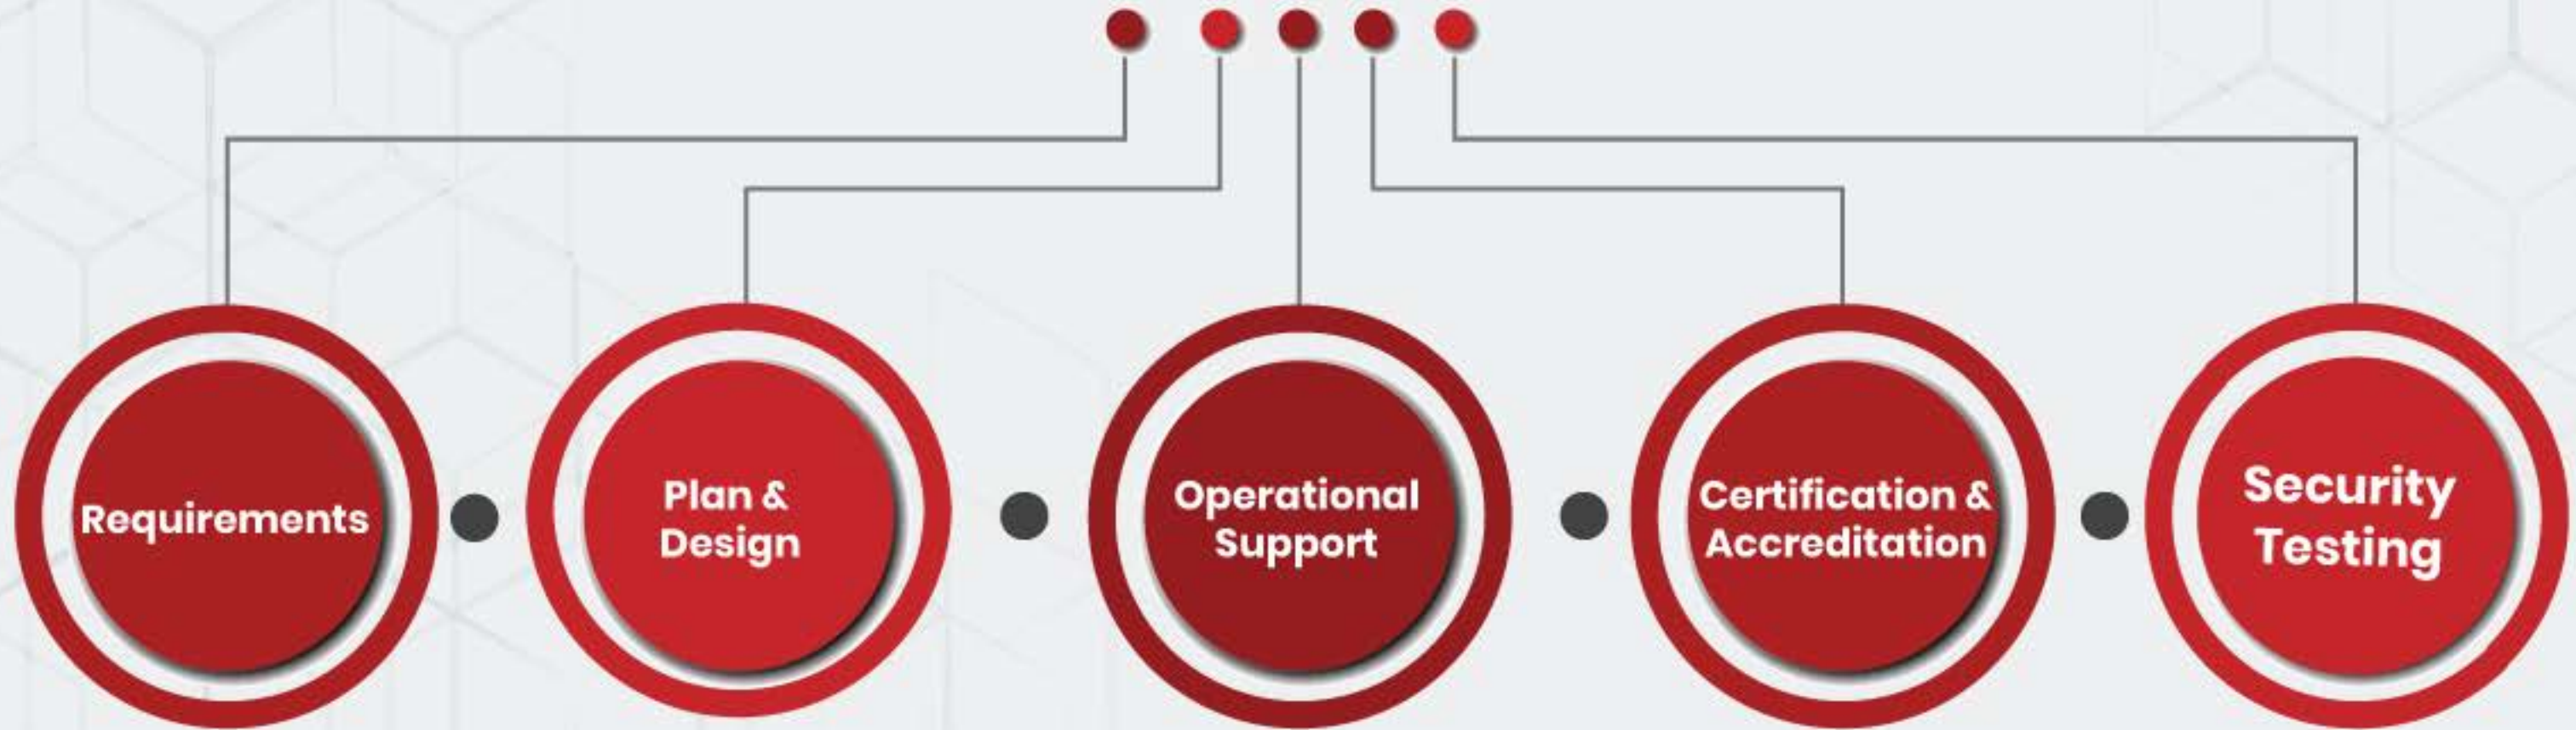 Requirements
Plan &
Design
Operational
Support
Certification &
Accreditation
Security
Testing